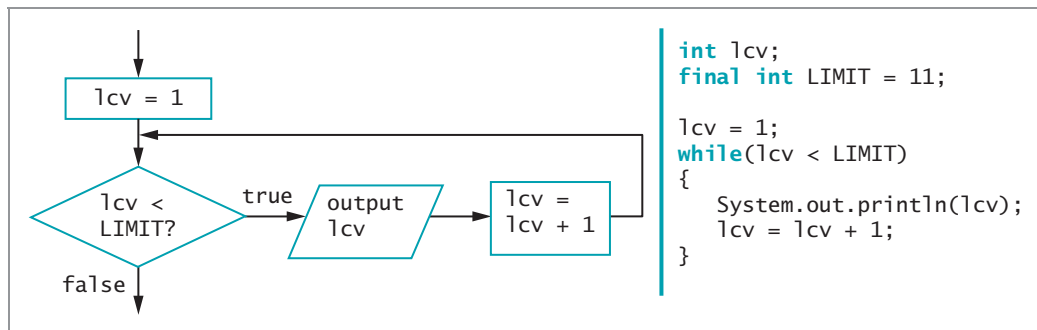 lcv = 1
lcv <
LIMIT?
true
false
output
lcv
lcv =
lcv + 1
int lcv;
final int LIMIT = 11;
lcv = 1;
while(lcv < LIMIT)
{
System.out.println(lcv);
lcv = lcv + 1;
}